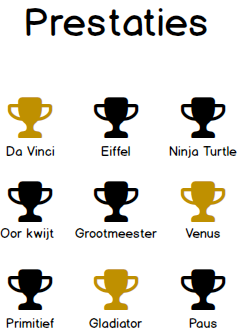 Prestaties
Da Vinci Eiffel Ninja Turtle
Oor kwijt Grootmeester Venus
Primitief Gladiator Paus